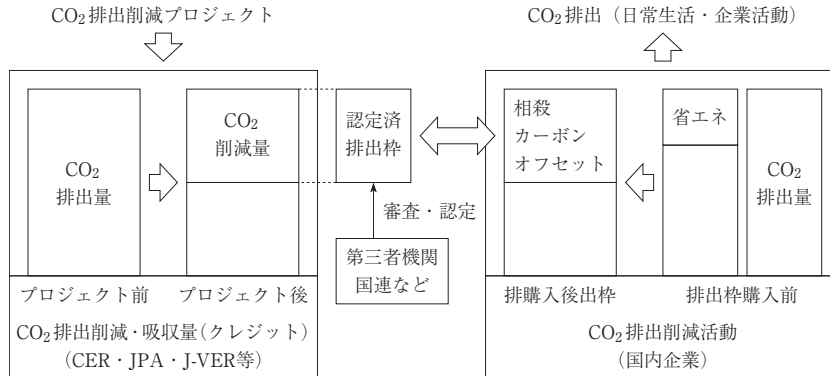 CO₂排出削減プロジェクト
CO₂排出（日常生活・企業活動）
CO₂
排出量
CO₂
削減量
認定済
排出枠
審査・認定
第三者機関
国連など
相殺
カーボン
オフセット
省エネ
CO₂
排出量
プロジェクト前
プロジェクト後
排購入後出枠
排出枠購入前
CO₂排出削減・吸収量（クレジット）
（CER・JPA・J-VER等）
CO₂排出削減活動
（国内企業）